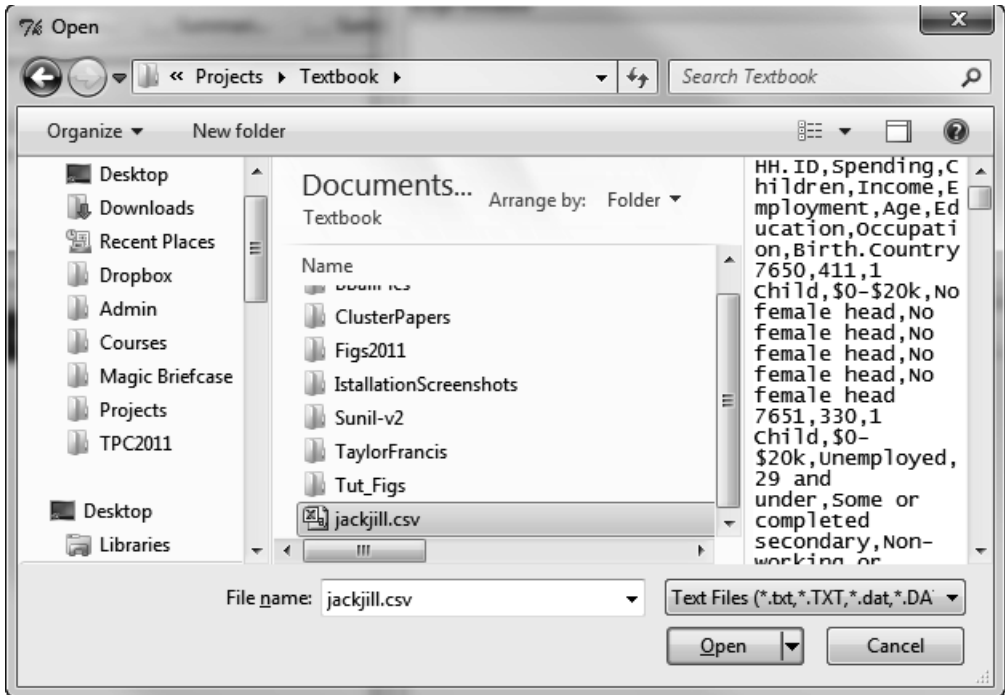 Open
« Projects ▸ Textbook ▸
Search Textbook
Organize
New folder
Desktop
Downloads
Recent Places
Dropbox
Admin
Courses
Magic Briefcase
Projects
TPC2011
Desktop
Libraries
Documents...
Textbook
Arrange by: Folder
Name
ClusterPapers
Figs2011
IstallationScreenshots
Sunil-v2
TaylorFrancis
Tut_Figs
jackjill.csv
HH.ID,Spending,C
hildren,Income,E
mployment,Age,Ed
ucation,Occupati
on,Birth.Country
7650,411,1
Child,$0-$20k,No
female head,No
female head,No
female head,No
female head
7651,330,1
Child,$0-
$20k,Unemployed,
29 and
under,Some or
completed
secondary,Non-
working or
File name: jackjill.csv
Text Files (*.txt,*.TXT,*.dat,*.DA
Open
Cancel